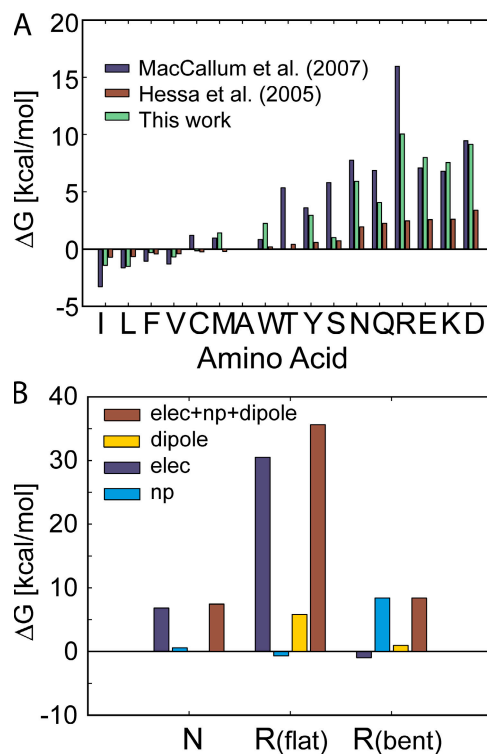 A
20
15
10
5
0
-5
ΔG [kcal/mol]
MacCallum et al. (2007)
Hessa et al. (2005)
This work
I L F V C M A W T Y S N Q R E K D
Amino Acid
B
40
30
20
10
0
-10
ΔG [kcal/mol]
elec+np+dipole
dipole
elec
np
N R(flat) R(bent)